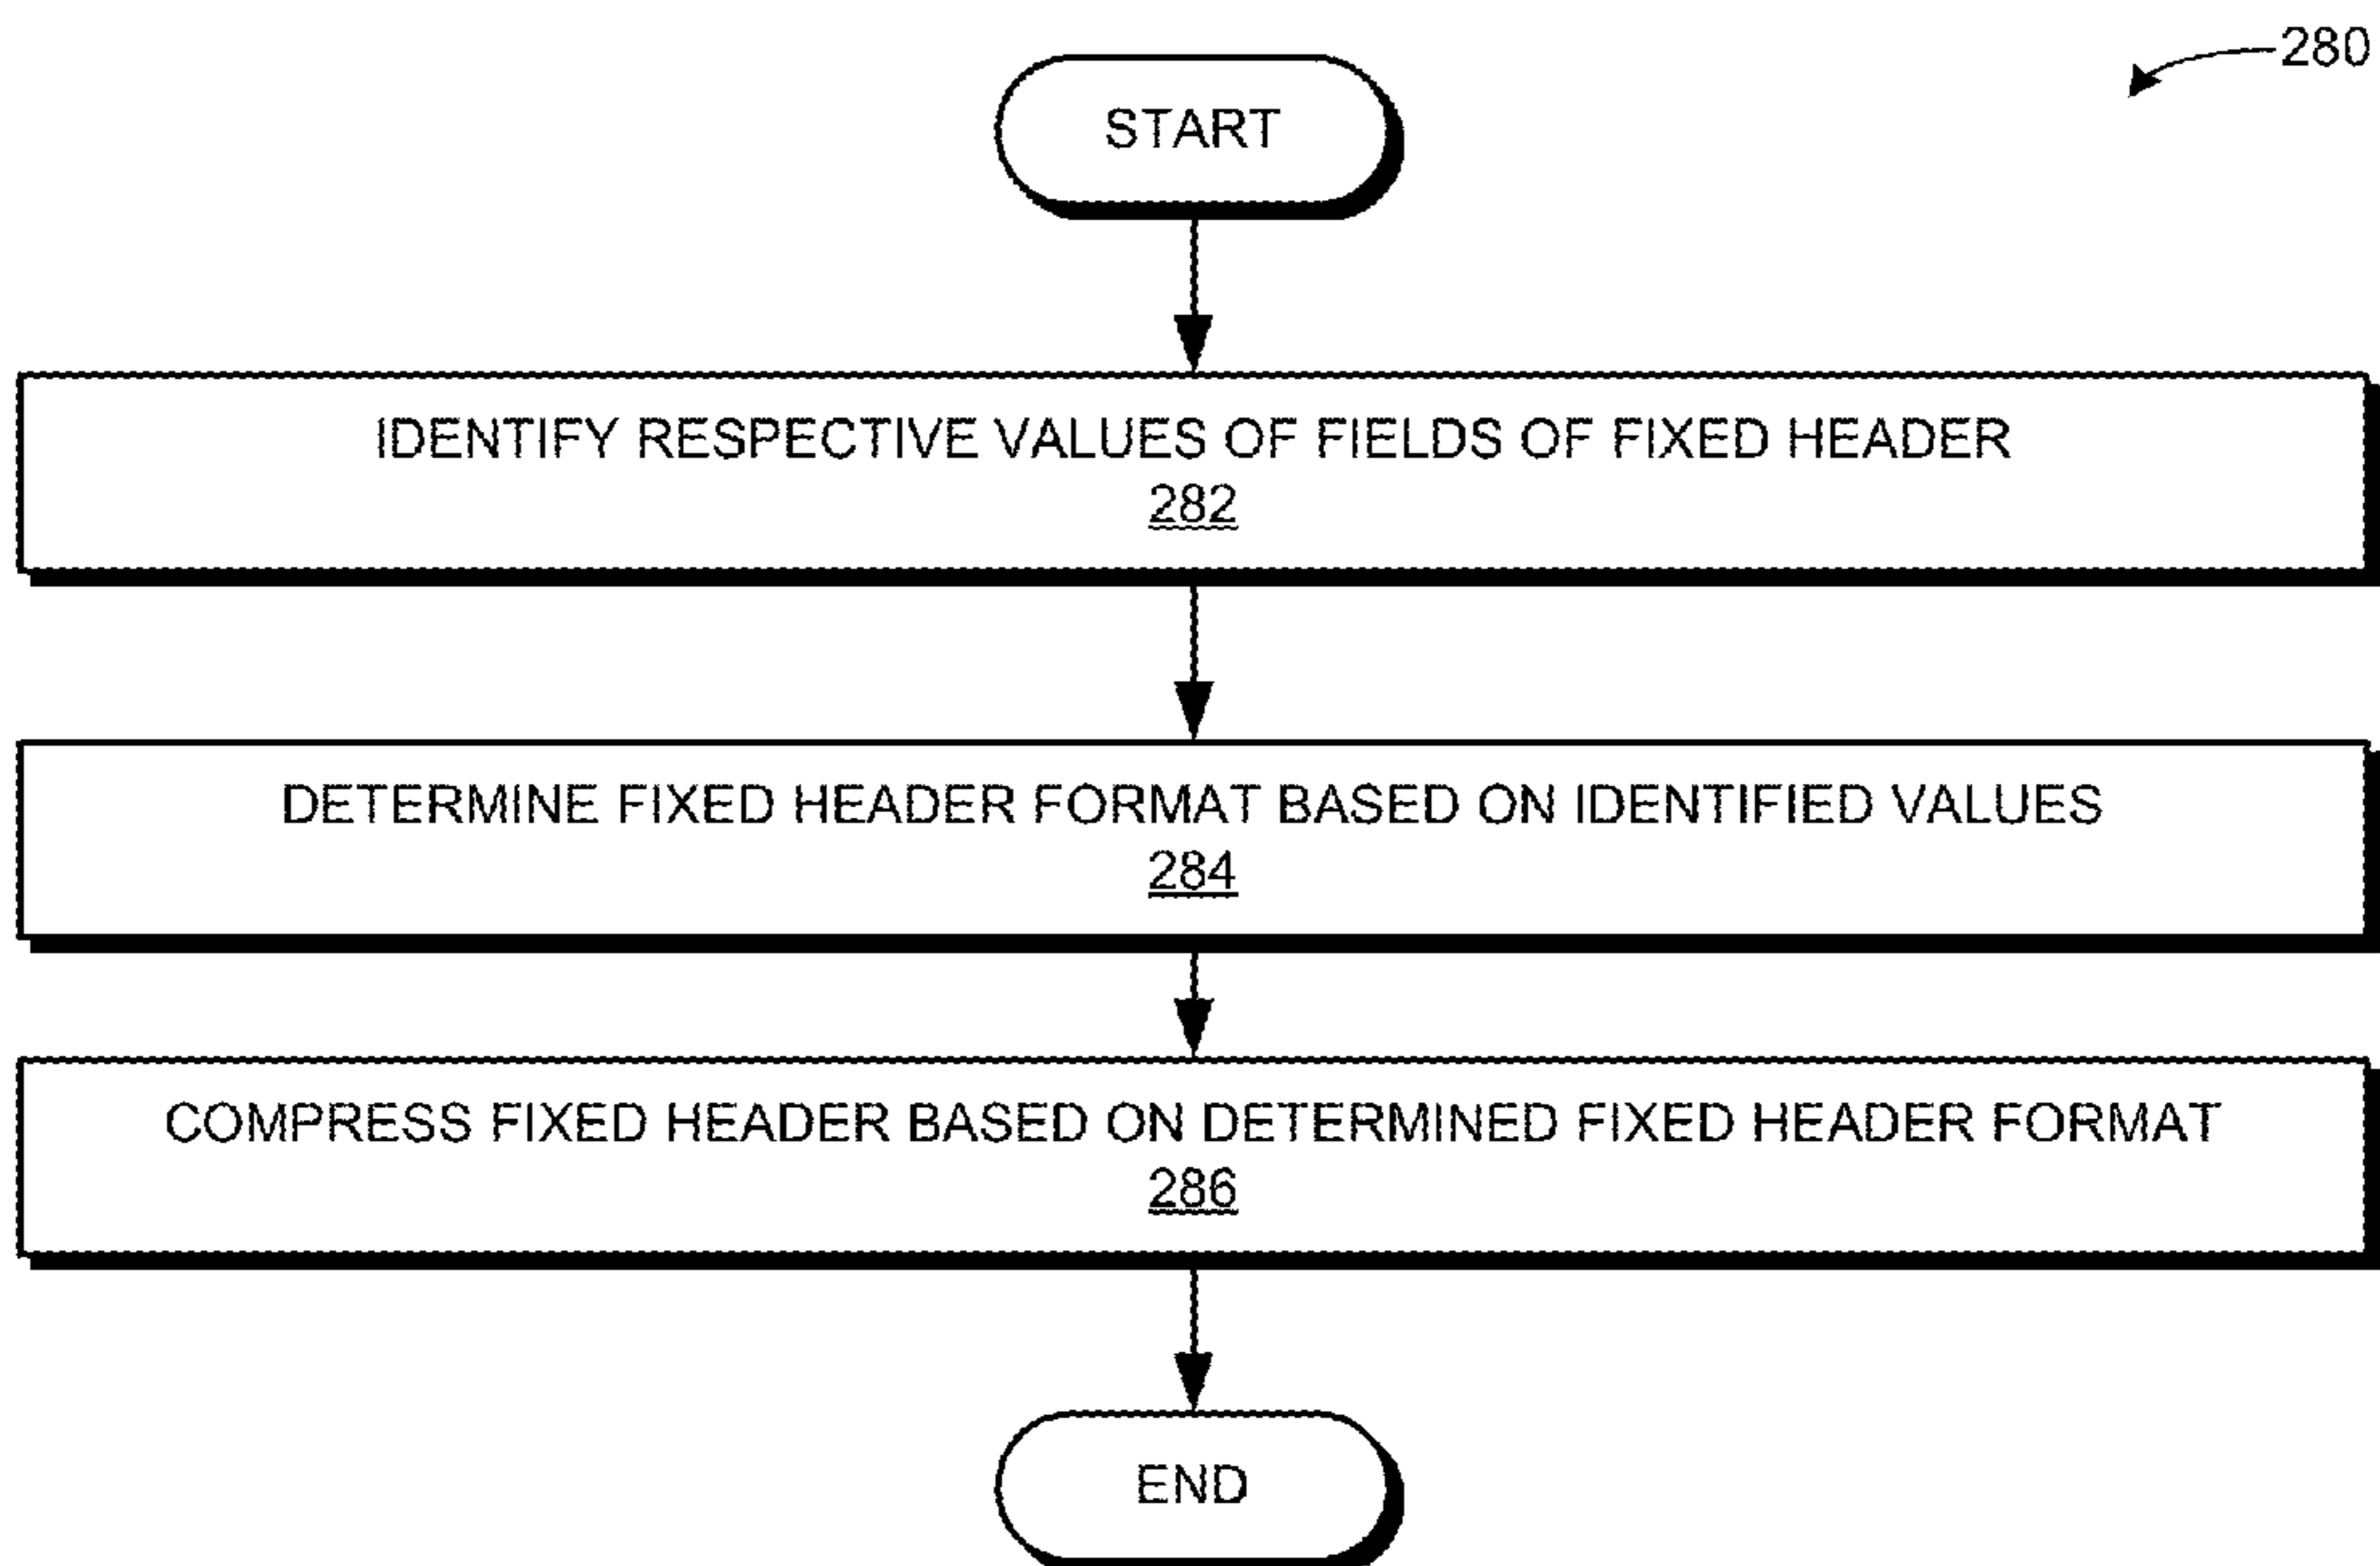 280
START
IDENTIFY RESPECTIVE VALUES OF FIELDS OF FIXED HEADER
282
DETERMINE FIXED HEADER FORMAT BASED ON IDENTIFIED VALUES
284
COMPRESS FIXED HEADER BASED ON DETERMINED FIXED HEADER FORMAT
286
END